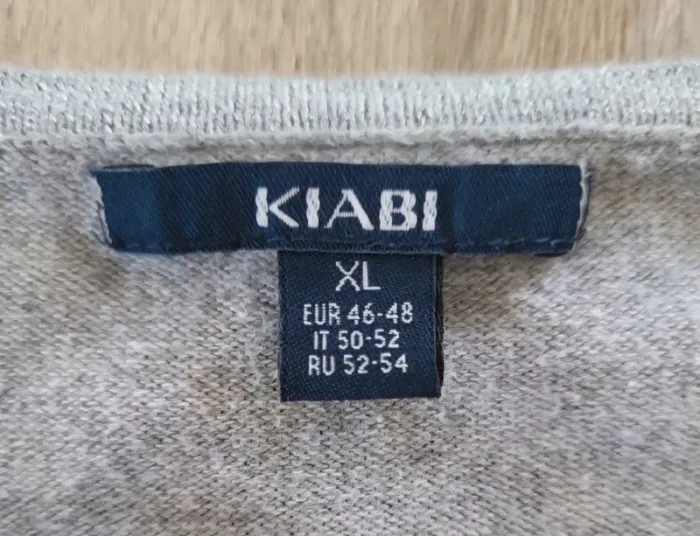 KIABI
XL
EUR 46-48
IT 50-52
RU 52-54